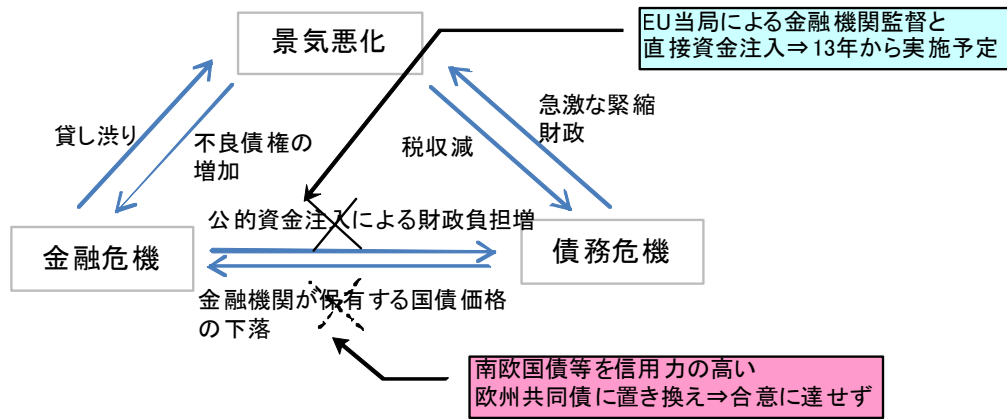 EU当局による金融機関監督と
直接資金注入⇒13年から実施予定
景気悪化
貸し渋り
不良債権の
増加
税収減
急激な緊縮
財政
公的資金注入による財政負担増
金融危機
債務危機
金融機関が保有する国債価格
の下落
南欧国債等を信用力の高い
欧州共同債に置き換え⇒合意に達せず